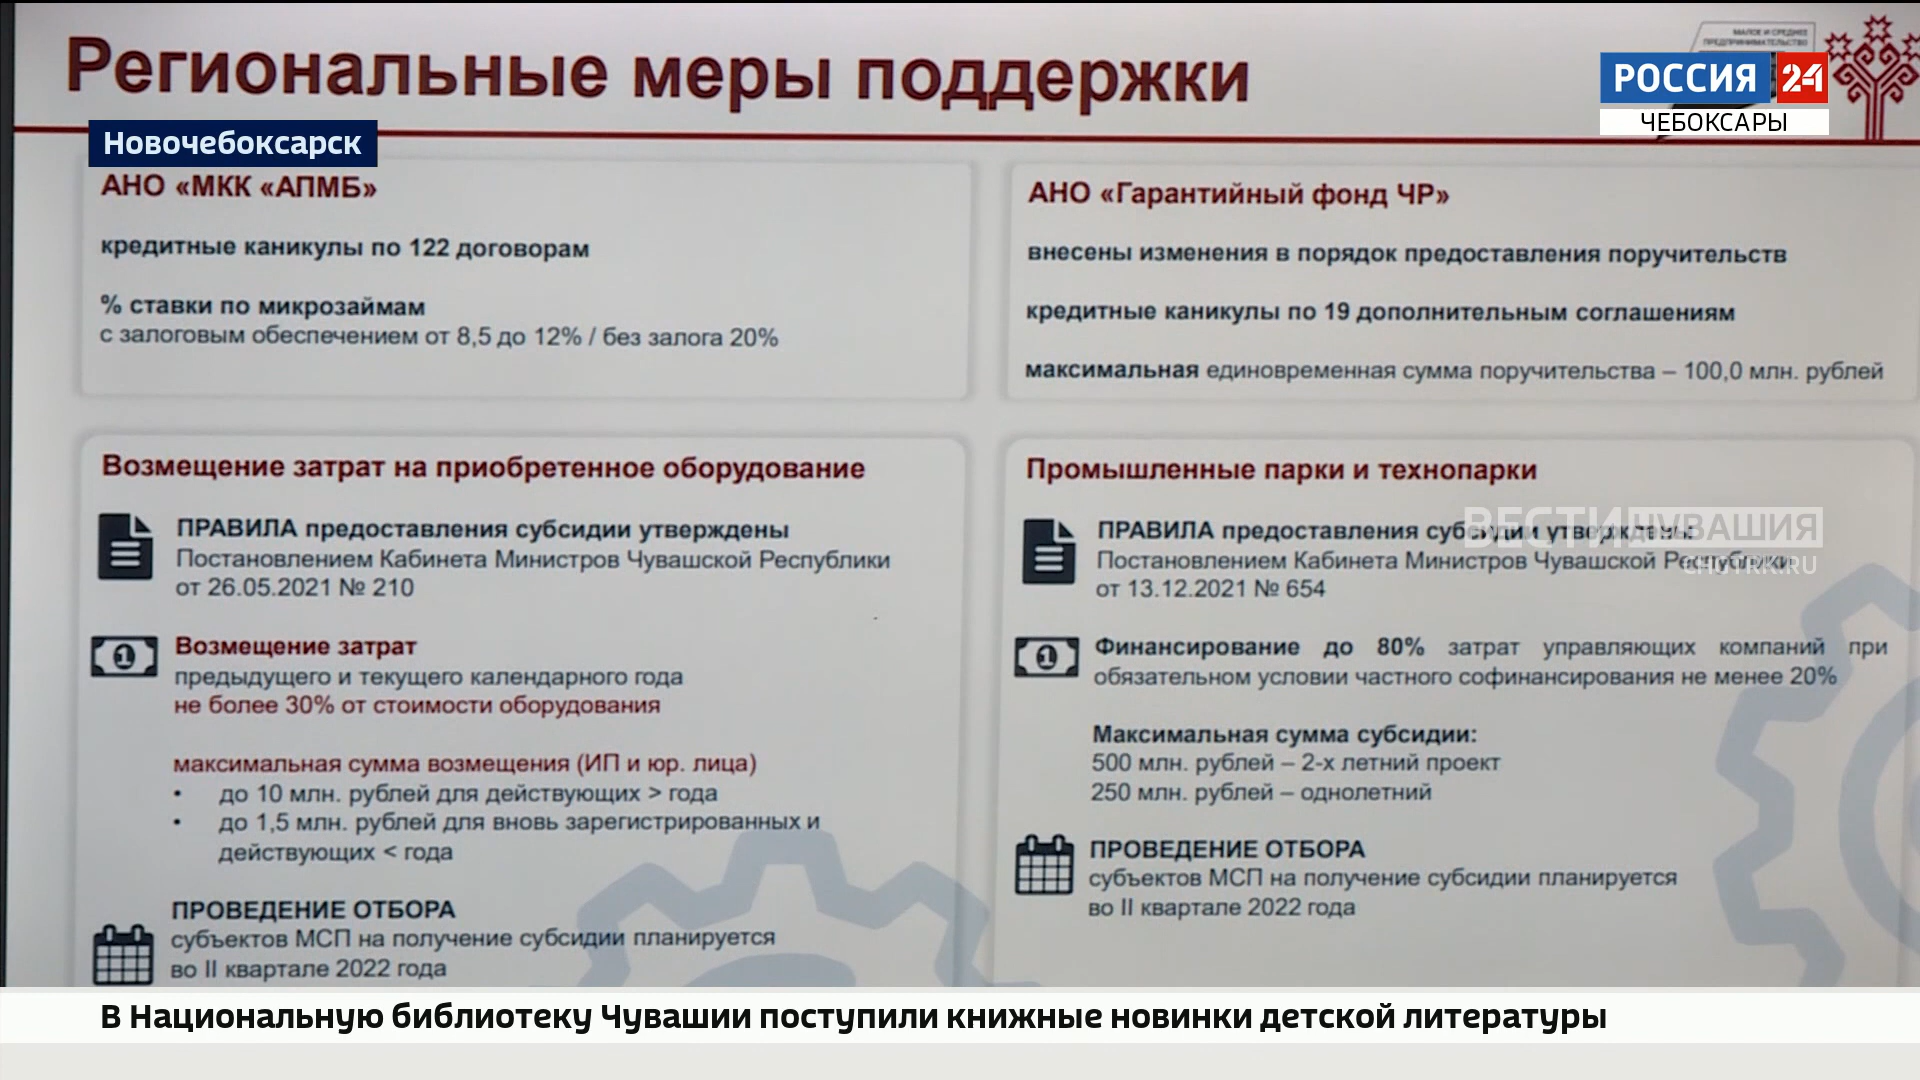 Региональные меры поддержки
МАЛОЕ И СРЕДНЕЕ
ПРЕДПРИНИМАТЕЛЬСТВО
РОССИЯ 24
ЧЕБОКСАРЫ
Новочебоксарск
АНО «МКК «АПМБ»
кредитные каникулы по 122 договорам
% ставки по микрозаймам
с залоговым обеспечением от 8,5 до 12% / без залога 20%
АНО «Гарантийный фонд ЧР»
внесены изменения в порядок предоставления поручительств
кредитные каникулы по 19 дополнительным соглашениям
максимальная единовременная сумма поручительства – 100,0 млн. рублей
Возмещение затрат на приобретенное оборудование
ПРАВИЛА предоставления субсидии утверждены
Постановлением Кабинета Министров Чувашской Республики
от 26.05.2021 № 210
1
Возмещение затрат
предыдущего и текущего календарного года
не более 30% от стоимости оборудования
максимальная сумма возмещения (ИП и юр. лица)
• до 10 млн. рублей для действующих > года
• до 1,5 млн. рублей для вновь зарегистрированных и
действующих < года
ПРОВЕДЕНИЕ ОТБОРА
субъектов МСП на получение субсидии планируется
во II квартале 2022 года
Промышленные парки и технопарки
ПРАВИЛА предоставления субсидии утверждены
Постановлением Кабинета Министров Чувашской Республики
от 13.12.2021 № 654
ВЕСТИ ЧУВАШИЯ
CHGTRK.RU
1
Финансирование до 80% затрат управляющих компаний при
обязательном условии частного софинансирования не менее 20%
Максимальная сумма субсидии:
500 млн. рублей – 2-х летний проект
250 млн. рублей – однолетний
ПРОВЕДЕНИЕ ОТБОРА
субъектов МСП на получение субсидии планируется
во II квартале 2022 года
В Национальную библиотеку Чувашии поступили книжные новинки детской литературы